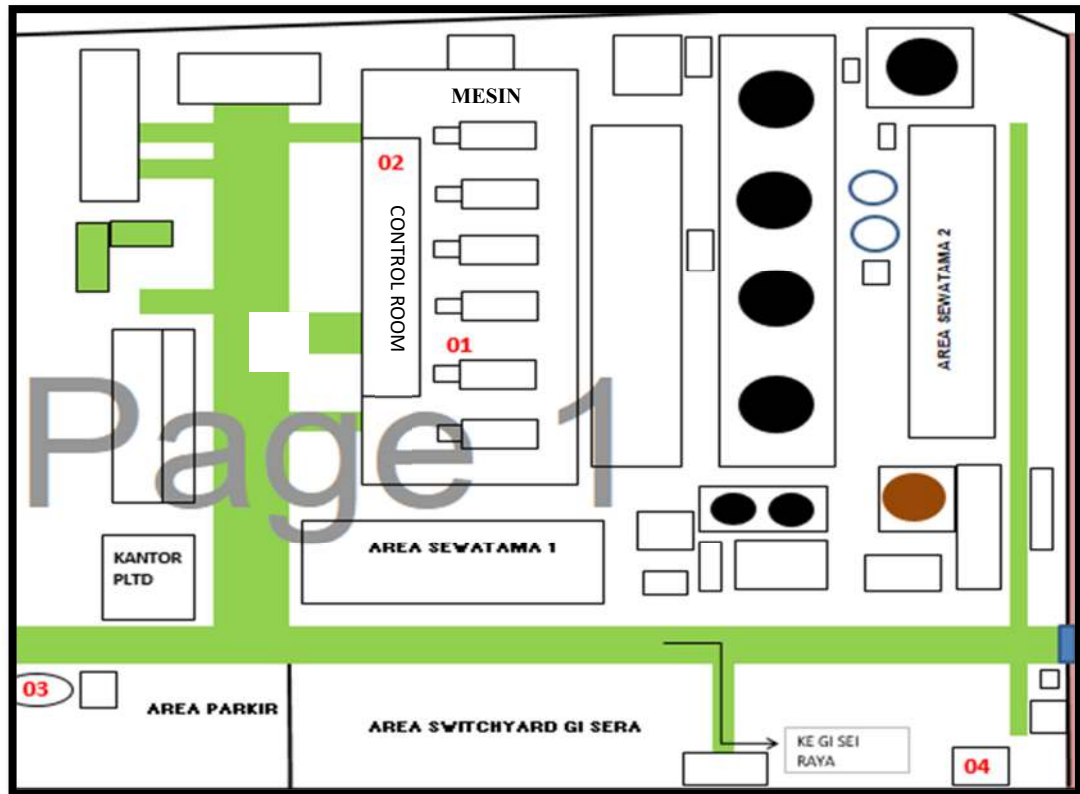 MESIN
02
CONTROL ROOM
01
AREA SEWATAMA 2
Page 1
AREA SEWATAMA 1
KANTOR
PLTD
03
AREA PARKIR
AREA SWITCHYARD GI SERA
KE GI SEI
RAYA
04